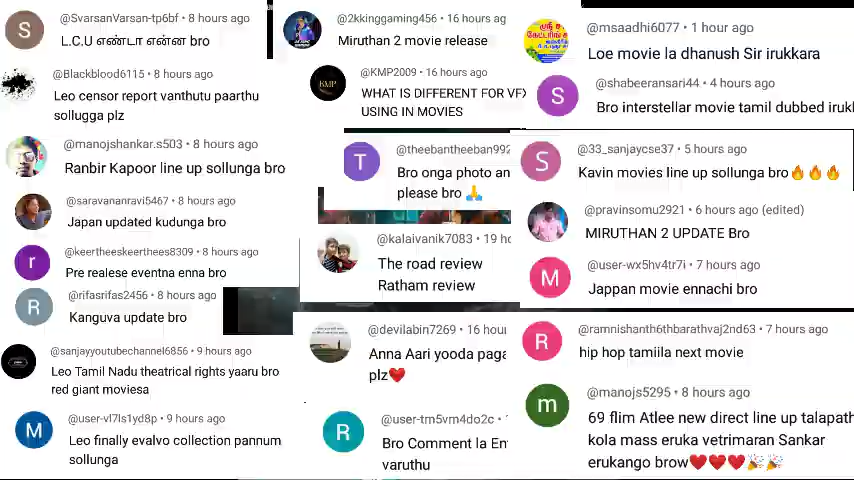 @SvarsanVarsan-tp6bf • 8 hours ago
L.C.U எண்டா என்ன bro
@Blackblood6115 • 8 hours ago
Leo censor report vanthutu paarthu
sollugga plz
@manojshankar.s503 • 8 hours ago
Ranbir Kapoor line up sollunga bro
@saravananravi5467 • 8 hours ago
Japan updated kudunga bro
@keertheeskeerthees8309 • 8 hours ago
Pre realese eventna enna bro
@rifasrifas2456 • 8 hours ago
Kanguva update bro
@sanjayyoutubechannel6856 • 9 hours ago
Leo Tamil Nadu theatrical rights yaaru bro
red giant moviesa
@user-vl7ls1yd8p • 9 hours ago
Leo finally evalvo collection pannum
sollunga
@2kkinggaming456 • 16 hours ag
Miruthan 2 movie release
@KMP2009 • 16 hours ago
WHAT IS DIFFERENT FOR VFX
USING IN MOVIES
@theebantheeban992
Bro onga photo an
please bro 🙏
@kalaivanik7083 • 19 ho
The road review
Ratham review
@devilabin7269 • 16 hour
Anna Aari yooda paga
plz❤️
@user-tm5vm4do2c •
Bro Comment la En
varuthu
@msaadhi6077 • 1 hour ago
Loe movie la dhanush Sir irukkara
@shabeeransari44 • 4 hours ago
Bro interstellar movie tamil dubbed irukk
@33_sanjaycse37 • 5 hours ago
Kavin movies line up sollunga bro🔥🔥🔥
@pravinsomu2921 • 6 hours ago (edited)
MIRUTHAN 2 UPDATE Bro
@user-wx5hv4tr7i • 7 hours ago
Jappan movie ennachi bro
@ramnishanth6thbarathvaj2nd63 • 7 hours ago
hip hop tamiila next movie
@manojs5295 • 8 hours ago
69 flim Atlee new direct line up talapath
kola mass eruka vetrimaran Sankar
erukango brow❤️❤️❤️🎉🎉